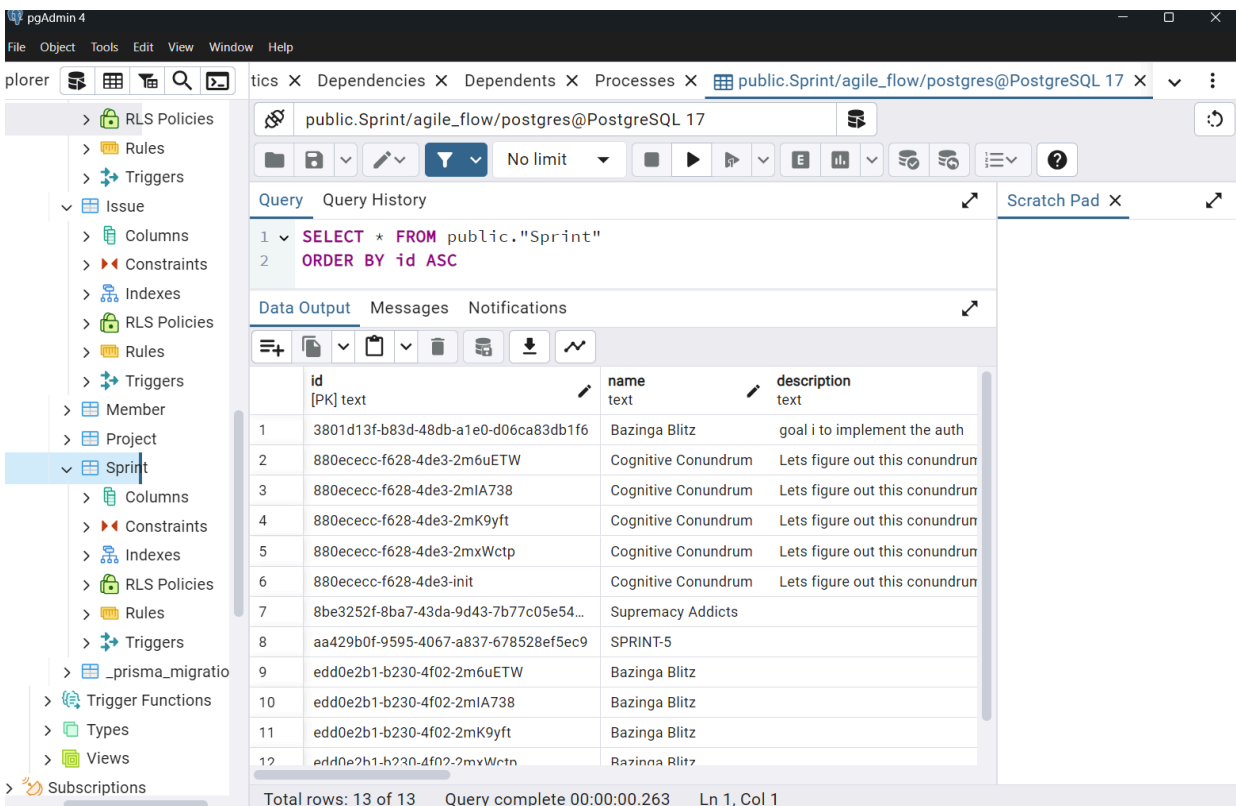 pgAdmin 4
File Object Tools Edit View Window Help
plorer
tics Dependencies Dependents Processes public.Sprint/agile_flow/postgres@PostgreSQL 17
RLS Policies
Rules
Triggers
Issue
Columns
Constraints
Indexes
RLS Policies
Rules
Triggers
Member
Project
Sprint
Columns
Constraints
Indexes
RLS Policies
Rules
Triggers
_prisma_migratio
Trigger Functions
Types
Views
Subscriptions
public.Sprint/agile_flow/postgres@PostgreSQL 17
No limit
E
Query Query History
Scratch Pad
1 SELECT * FROM public."Sprint"
2 ORDER BY id ASC
Data Output Messages Notifications
id name description
[PK] text text text
1 3801d13f-b83d-48db-a1e0-d06ca83db1f6 Bazinga Blitz goal i to implement the auth
2 880ececc-f628-4de3-2m6uETW Cognitive Conundrum Lets figure out this conundrum
3 880ececc-f628-4de3-2mIA738 Cognitive Conundrum Lets figure out this conundrum
4 880ececc-f628-4de3-2mK9yft Cognitive Conundrum Lets figure out this conundrum
5 880ececc-f628-4de3-2mxWctp Cognitive Conundrum Lets figure out this conundrum
6 880ececc-f628-4de3-init Cognitive Conundrum Lets figure out this conundrum
7 8be3252f-8ba7-43da-9d43-7b77c05e54... Supremacy Addicts
8 aa429b0f-9595-4067-a837-678528ef5ec9 SPRINT-5
9 edd0e2b1-b230-4f02-2m6uETW Bazinga Blitz
10 edd0e2b1-b230-4f02-2mIA738 Bazinga Blitz
11 edd0e2b1-b230-4f02-2mK9yft Bazinga Blitz
12 edd0e2b1-b230-4f02-2mxWctp Bazinga Blitz
Total rows: 13 of 13 Query complete 00:00:00.263 Ln 1, Col 1